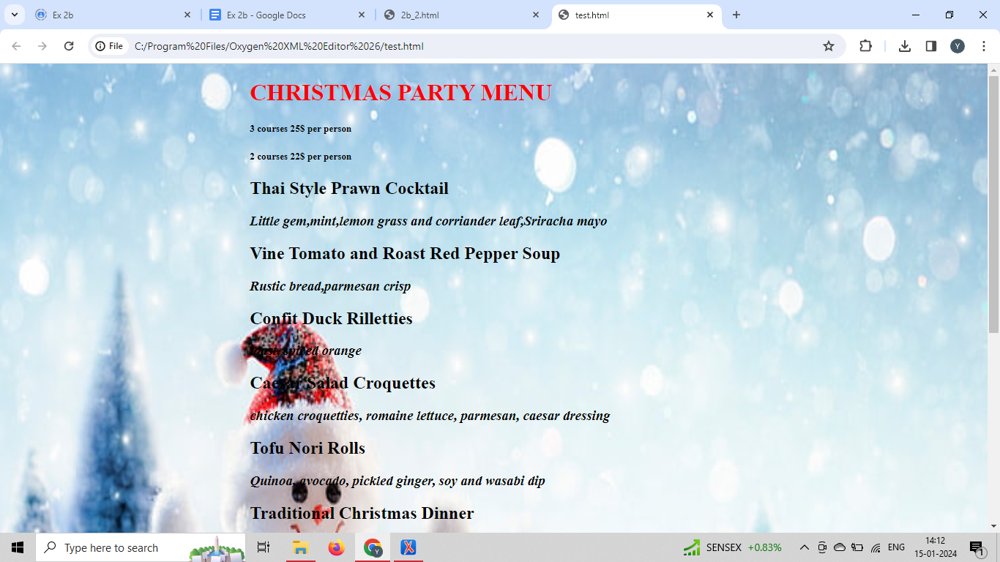 Ex 2b
Ex 2b - Google Docs
2b_2.html
test.html
File
C:/Program%20Files/Oxygen%20XML%20Editor%2026/test.html
Y
CHRISTMAS PARTY MENU
3 courses 25$ per person
2 courses 22$ per person
Thai Style Prawn Cocktail
Little gem,mint,lemon grass and corriander leaf,Sriracha mayo
Vine Tomato and Roast Red Pepper Soup
Rustic bread,parmesan crisp
Confit Duck Rilletties
spiced orange
Caesar Salad Croquettes
chicken croquetties, romaine lettuce, parmesan, caesar dressing
Tofu Nori Rolls
Quinoa, avocado, pickled ginger, soy and wasabi dip
Traditional Christmas Dinner
Type here to search
Y
SENSEX +0.83%
ENG
14:12
15-01-2024
1